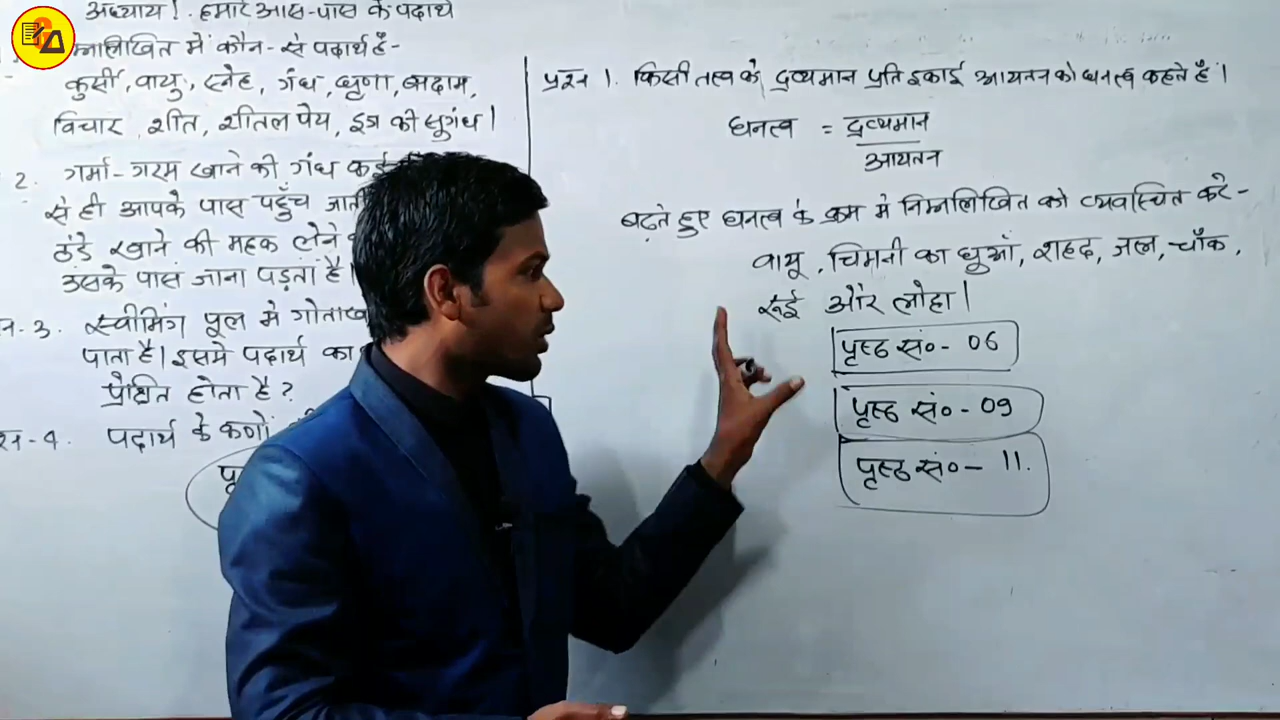 अध्याय 1. हमारे आस-पास के पदार्थ
निम्नलिखित में कौन-से पदार्थ है-
कुर्सी, वायु, स्नेह, गंध, घृणा, बादाम,
विचार, शीत, शीतल पेय, इत्र की सुगंध।
2. गर्मा-गरम खाने की गंध कई
से ही आपके पास पहुँच जाती
ठंडे खाने की महक लेने
उसके पास जाना पड़ता है।
3. स्वीमिंग पूल में गोताखोर
पाता है। इसमे पदार्थ का
प्रेक्षित होता है?
-4. पदार्थ के कणों
प्रश्न 1. किसी तत्व के द्रव्यमान प्रति इकाई आयतन को घनत्व कहते हैं।
घनत्व = द्रव्यमान
आयतन
बढ़ते हुए घनत्व के क्रम में निम्नलिखित को व्यवस्थित करे-
वायु, चिमनी का धुआँ, शहद, जल, चॉक,
रूई और लोहा।
पृष्ठ सं०- 06
पृष्ठ सं०- 09
पृष्ठ सं०- 11.